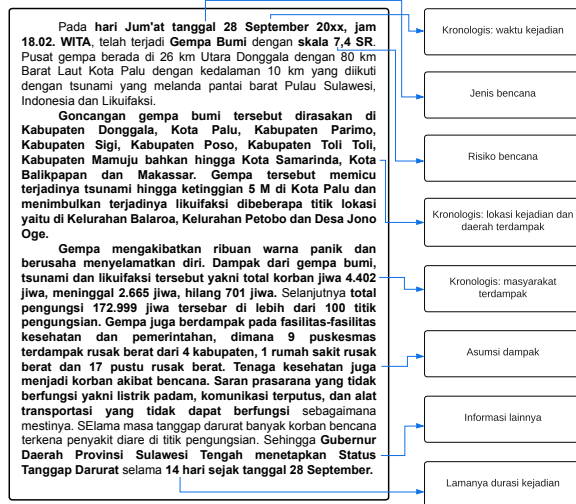 Pada hari Jum'at tanggal 28 September 20xx, jam
18.02. WITA, telah terjadi Gempa Bumi dengan skala 7,4 SR.
Pusat gempa berada di 26 km Utara Donggala dengan 80 km
Barat Laut Kota Palu dengan kedalaman 10 km yang diikuti
dengan tsunami yang melanda pantai barat Pulau Sulawesi,
Indonesia dan Likuifaksi.
Goncangan gempa bumi tersebut dirasakan di
Kabupaten Donggala, Kota Palu, Kabupaten Parimo,
Kabupaten Sigi, Kabupaten Poso, Kabupaten Toli Toli,
Kabupaten Mamuju bahkan hingga Kota Samarinda, Kota
Balikpapan dan Makassar. Gempa tersebut memicu
terjadinya tsunami hingga ketinggian 5 M di Kota Palu dan
menimbulkan terjadinya likuifaksi dibeberapa titik lokasi
yaitu di Kelurahan Balaroa, Kelurahan Petobo dan Desa Jono
Oge.
Gempa mengakibatkan ribuan warna panik dan
berusaha menyelamatkan diri. Dampak dari gempa bumi,
tsunami dan likuifaksi tersebut yakni total korban jiwa 4.402
jiwa, meninggal 2.665 jiwa, hilang 701 jiwa. Selanjutnya total
pengungsi 172.999 jiwa tersebar di lebih dari 100 titik
pengungsian. Gempa juga berdampak pada fasilitas-fasilitas
kesehatan dan pemerintahan, dimana 9 puskesmas
terdampak rusak berat dari 4 kabupaten, 1 rumah sakit rusak
berat dan 17 pustu rusak berat. Tenaga kesehatan juga
menjadi korban akibat bencana. Saran prasarana yang tidak
berfungsi yakni listrik padam, komunikasi terputus, dan alat
transportasi yang tidak dapat berfungsi sebagaimana
mestinya. SElama masa tanggap darurat banyak korban bencana
terkena penyakit diare di titik pengungsian. Sehingga Gubernur
Daerah Provinsi Sulawesi Tengah menetapkan Status
Tanggap Darurat selama 14 hari sejak tanggal 28 September.
Kronologis: waktu kejadian
Jenis bencana
Risiko bencana
Kronologis: lokasi kejadian dan
daerah terdampak
Kronologis: masyarakat
terdampak
Asumsi dampak
Informasi lainnya
Lamanya durasi kejadian